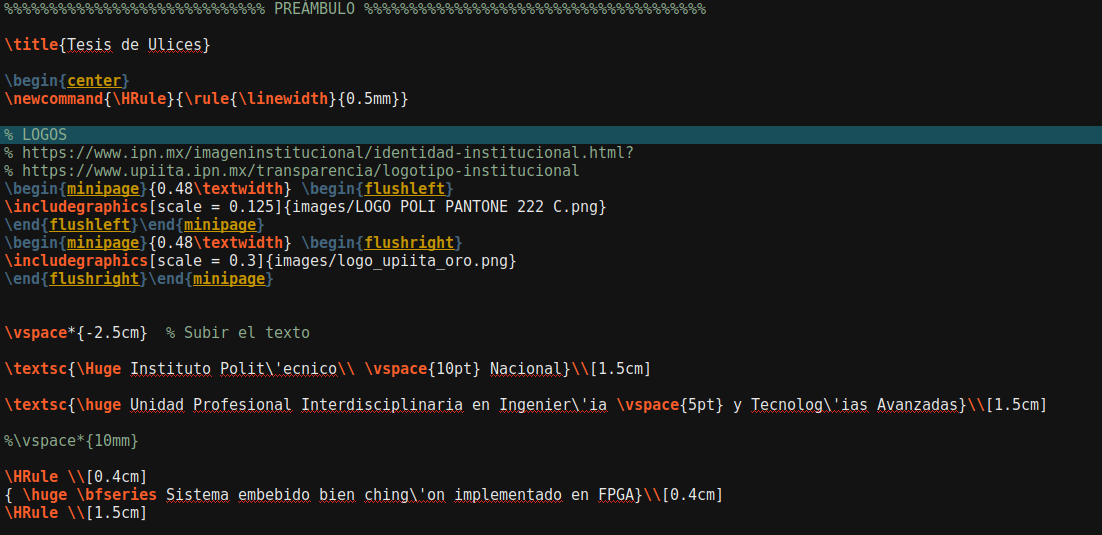 %%%%%%%%%%%%%%%%%%%%%%%%%%%%% PREÁMBULO %%%%%%%%%%%%%%%%%%%%%%%%%%%%%%%%%%%%%%
\title{Tesis de Ulices}
\begin{center}
\newcommand{\HRule}{\rule{\linewidth}{0.5mm}}
% LOGOS
% https://www.ipn.mx/imageninstitucional/identidad-institucional.html?
% https://www.upiita.ipn.mx/transparencia/logotipo-institucional
\begin{minipage}{0.48\textwidth} \begin{flushleft}
\includegraphics[scale = 0.125]{images/LOGO POLI PANTONE 222 C.png}
\end{flushleft}\end{minipage}
\begin{minipage}{0.48\textwidth} \begin{flushright}
\includegraphics[scale = 0.3]{images/logo_upiita_oro.png}
\end{flushright}\end{minipage}
\vspace*{-2.5cm}  % Subir el texto
\textsc{\Huge Instituto Polit\'ecnico\\ \vspace{10pt} Nacional}\\[1.5cm]
\textsc{\huge Unidad Profesional Interdisciplinaria en Ingenier\'ia \vspace{5pt} y Tecnolog\'ias Avanzadas}\\[1.5cm]
%\vspace*{10mm}
\HRule \\[0.4cm]
{ \huge \bfseries Sistema embebido bien ching\'on implementado en FPGA}\\[0.4cm]
\HRule \\[1.5cm]